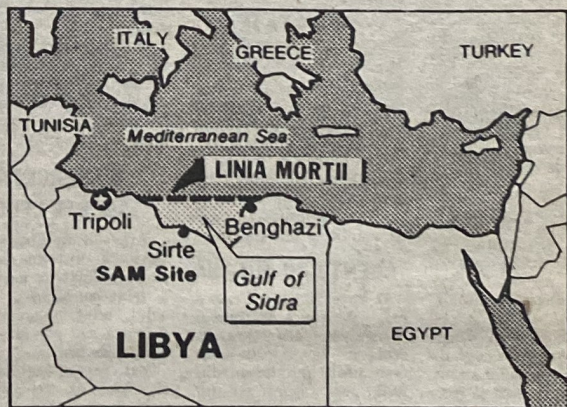 ITALY
GREECE
TURKEY
TUNISIA
Mediterranean Sea
LINIA MORȚII
Tripoli
Benghazi
Sirte
SAM Site
Gulf of
Sidra
LIBYA
EGYPT